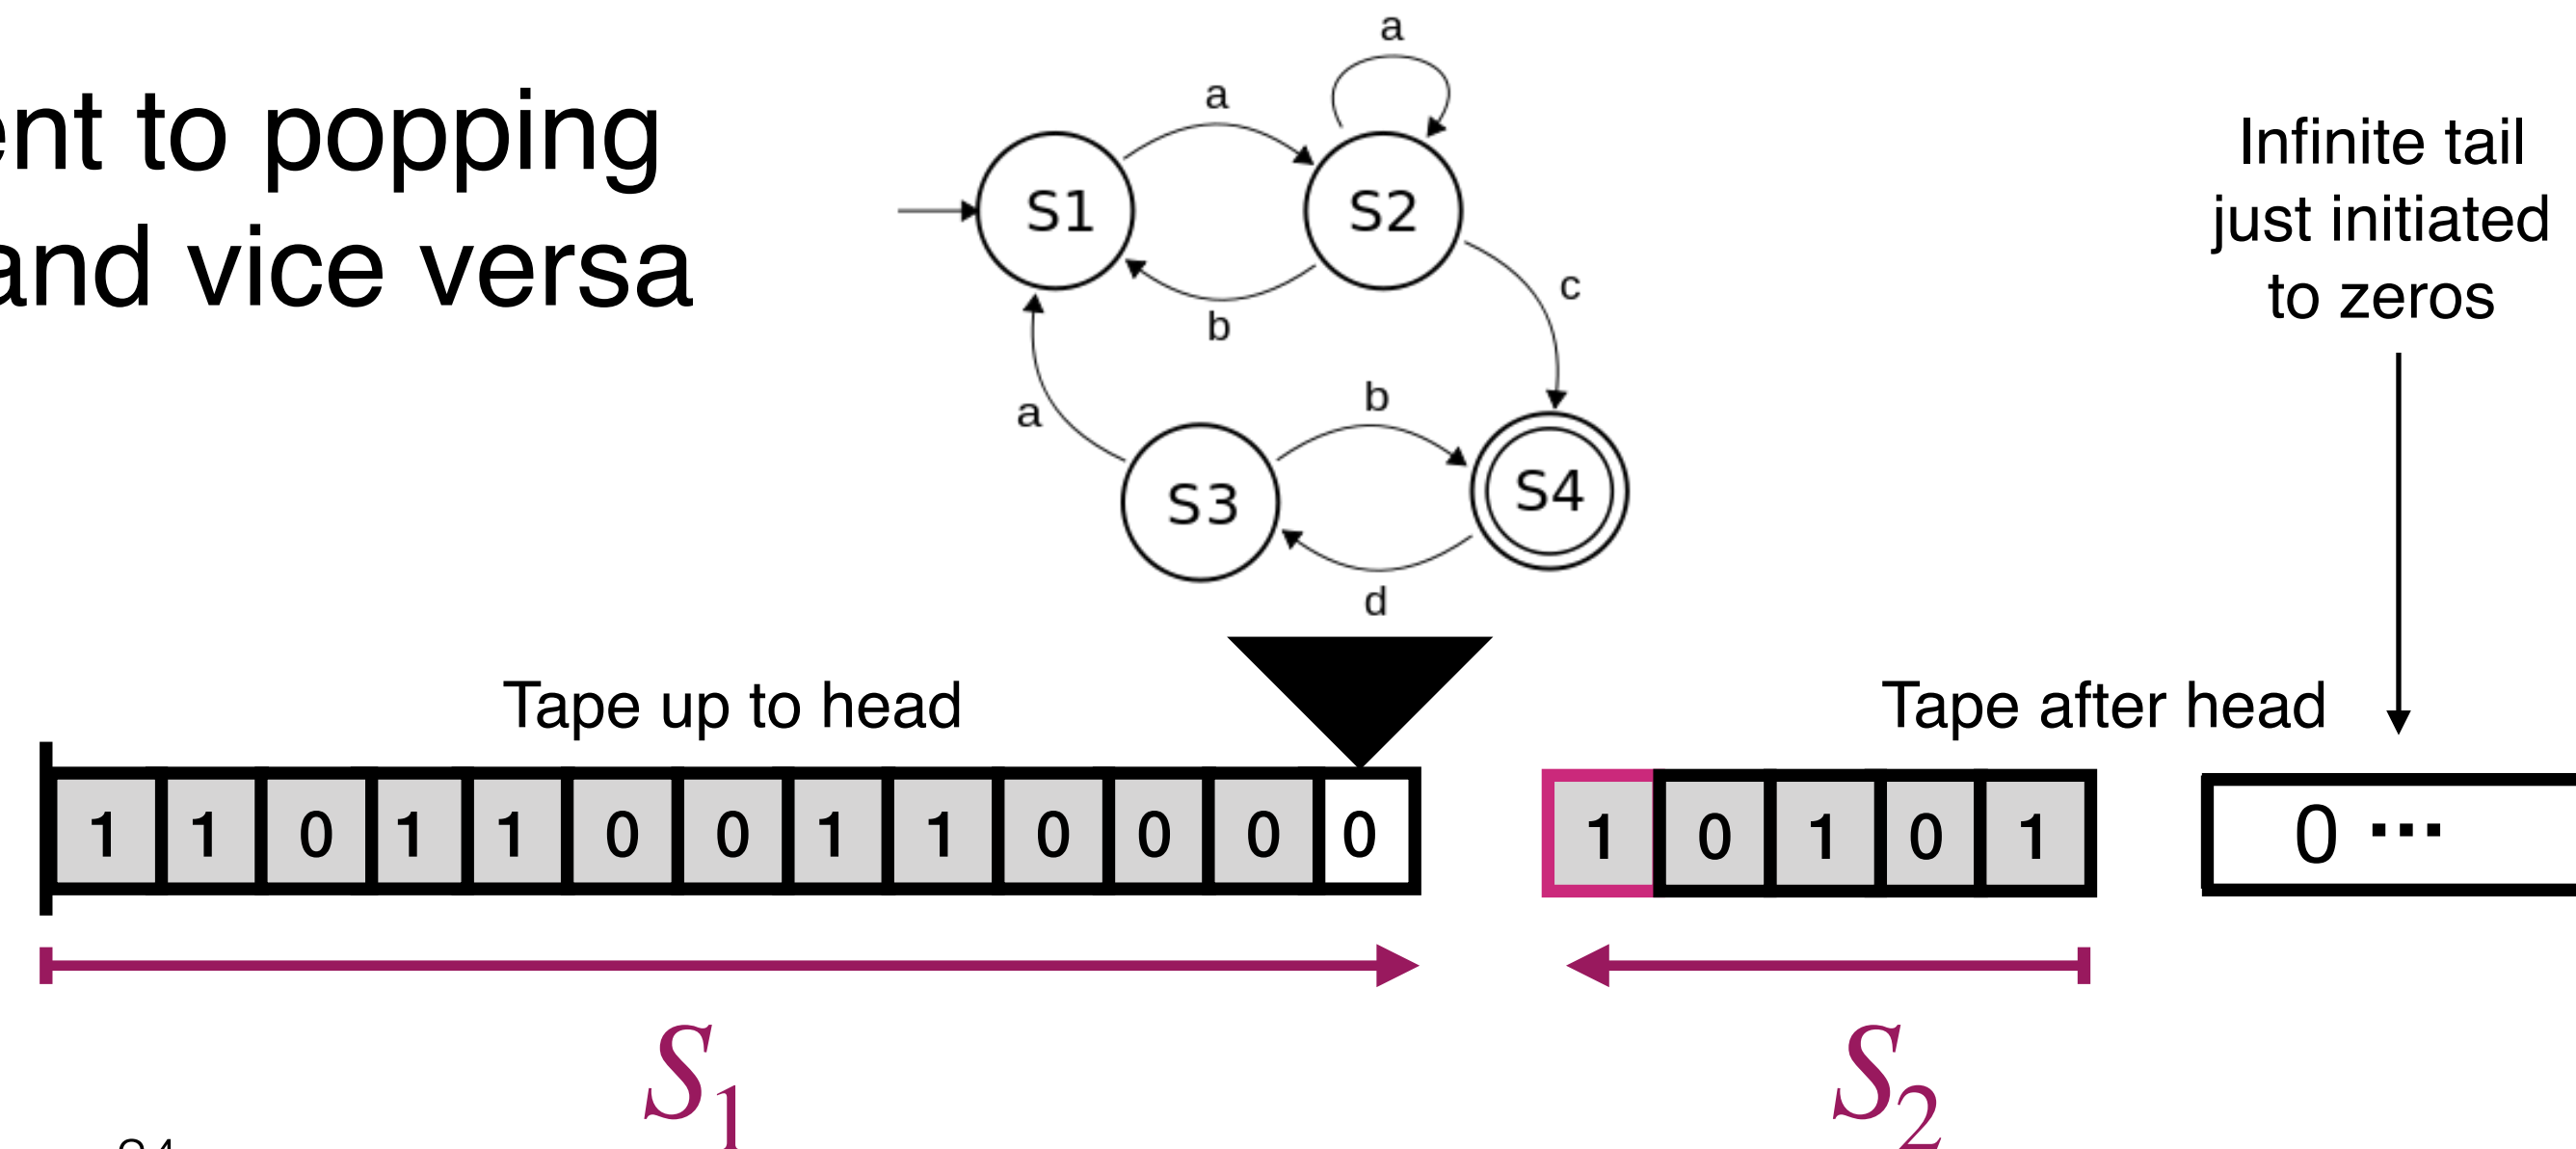 ent to popping
and vice versa
a
a
S1
S2
b
c
a
b
S3
S4
d
Infinite tail
just initiated
to zeros
Tape up to head
Tape after head
1 1 0 1 1 0 0 1 1 0 0 0 0
1 0 1 0 1
0 ...
S1
S2